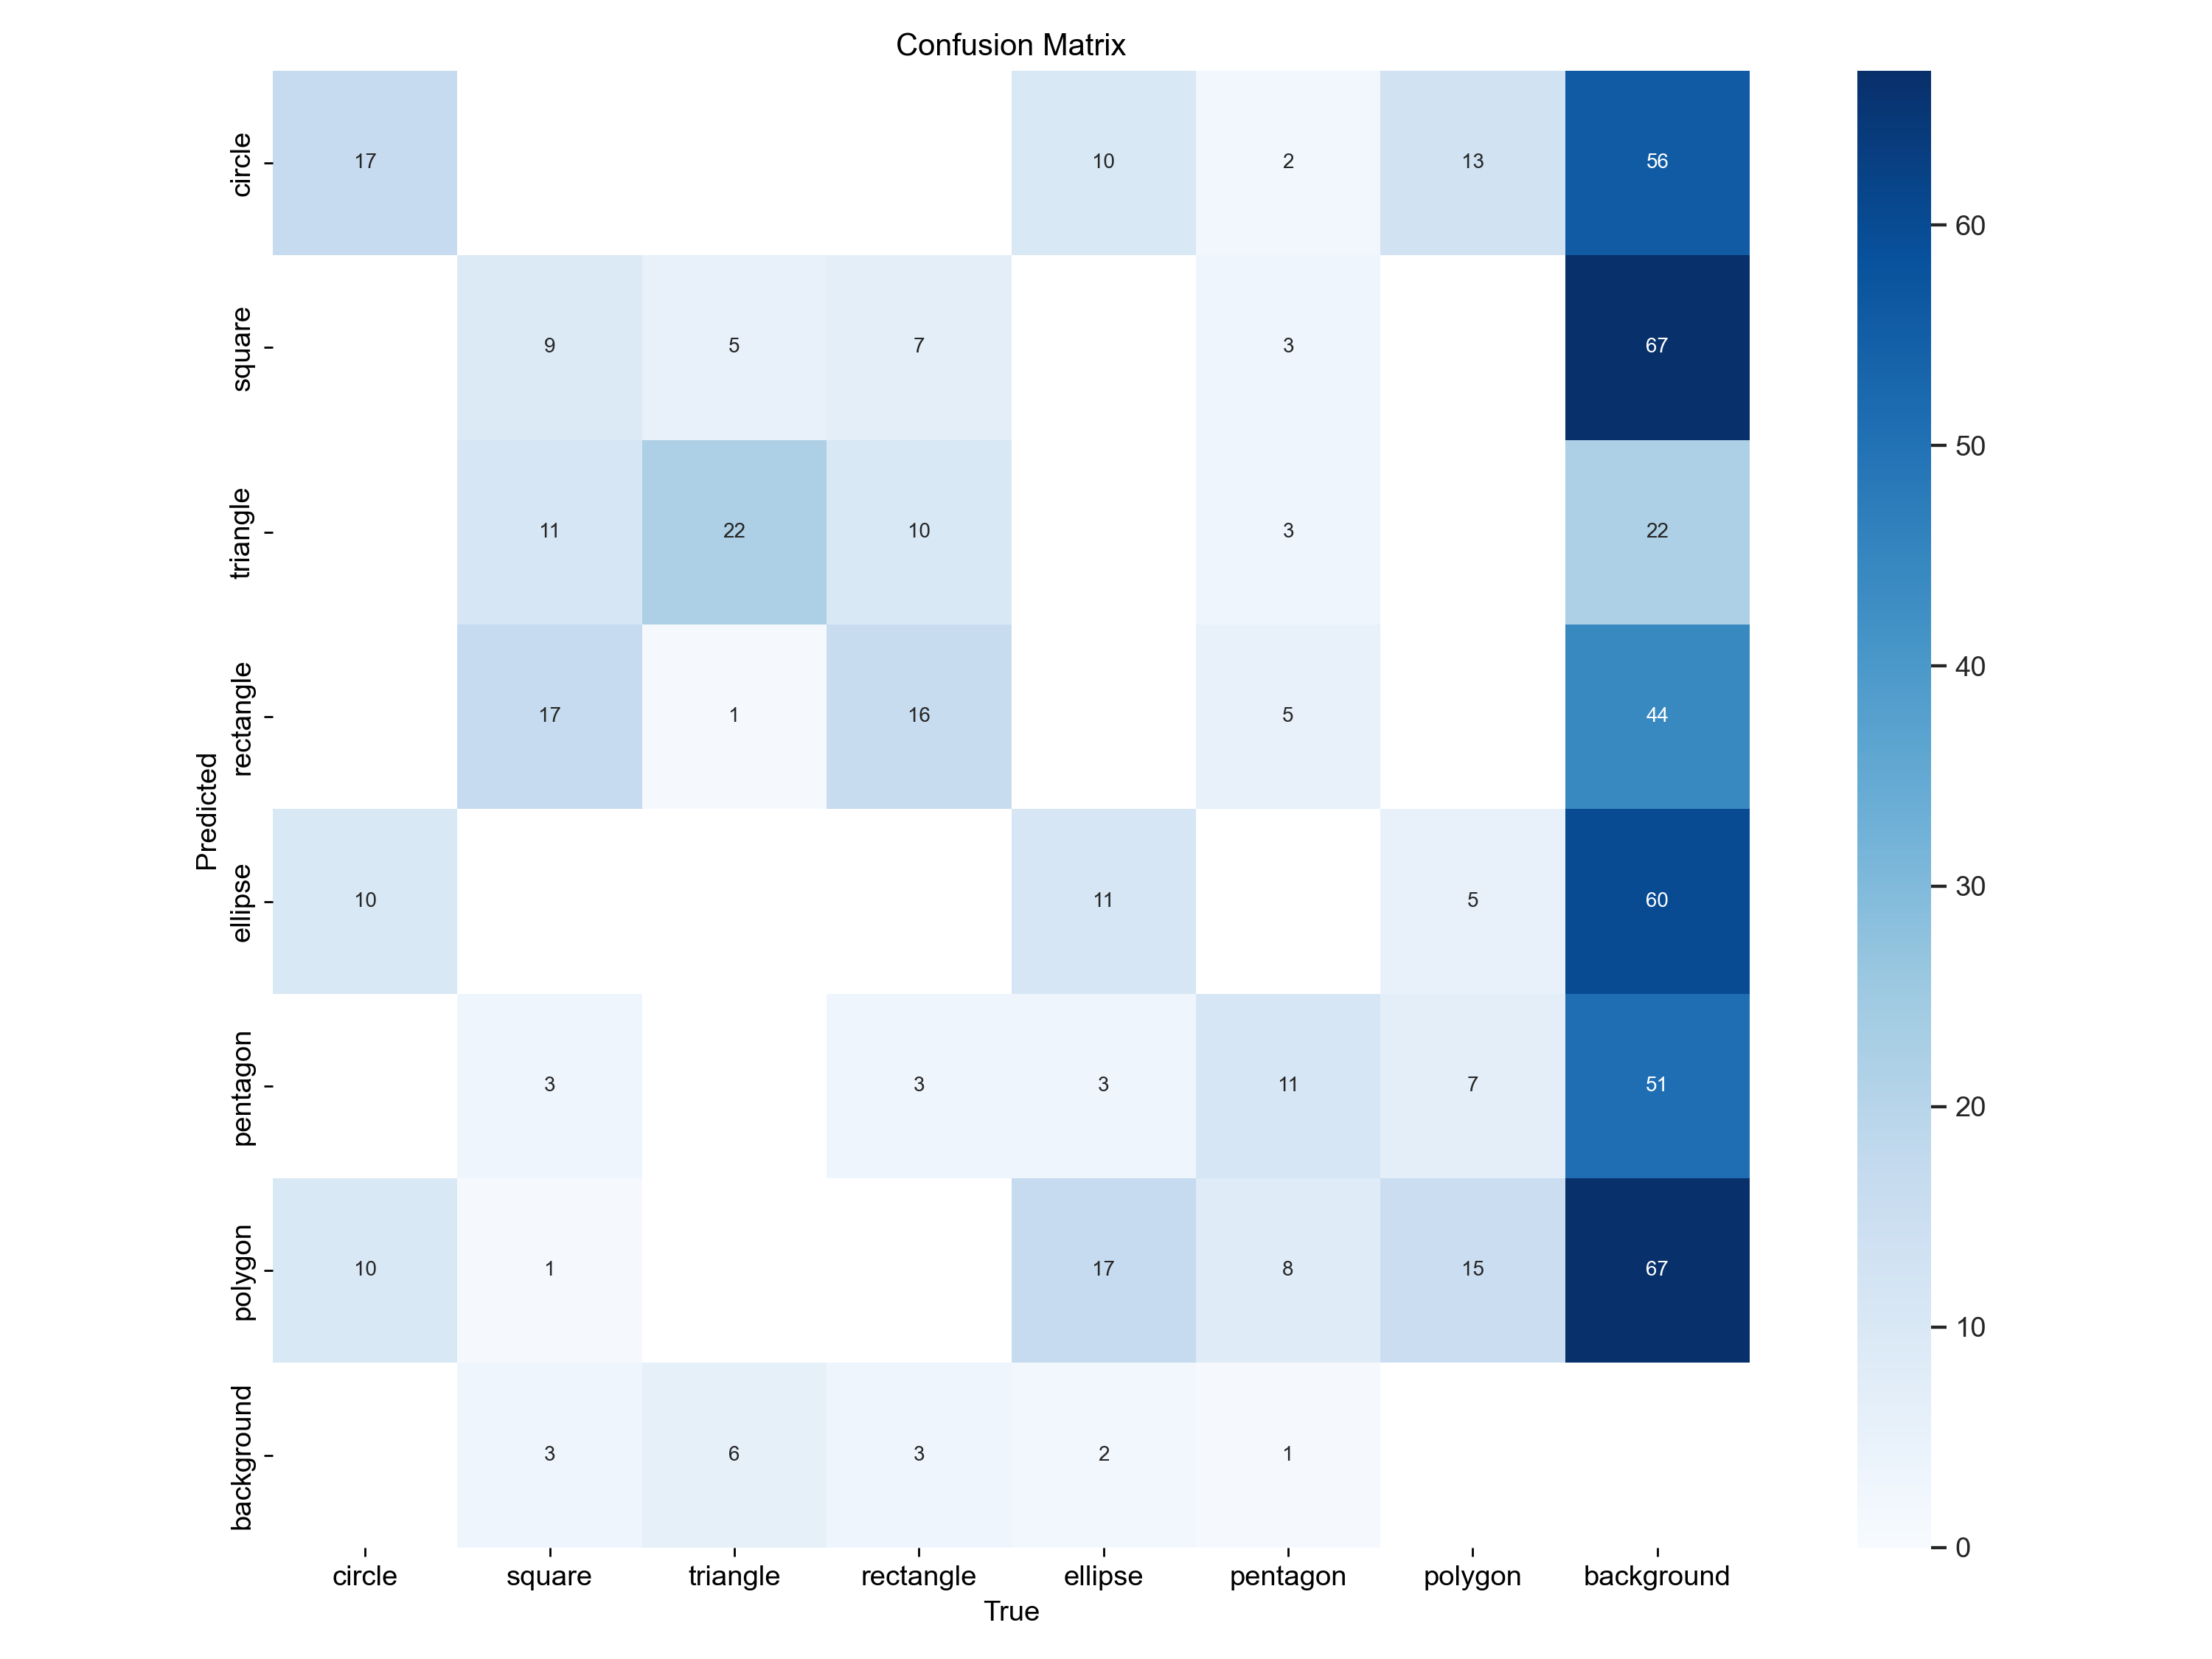 Confusion Matrix
circle 17 10 2 13 56
square 9 5 7 3 67
triangle 11 22 10 3 22
rectangle 17 1 16 5 44
ellipse 10 11 5 60
pentagon 3 3 3 11 7 51
polygon 10 1 17 8 15 67
background 3 6 3 2 1
Predicted
circle square triangle rectangle ellipse pentagon polygon background
True
60
50
40
30
20
10
0